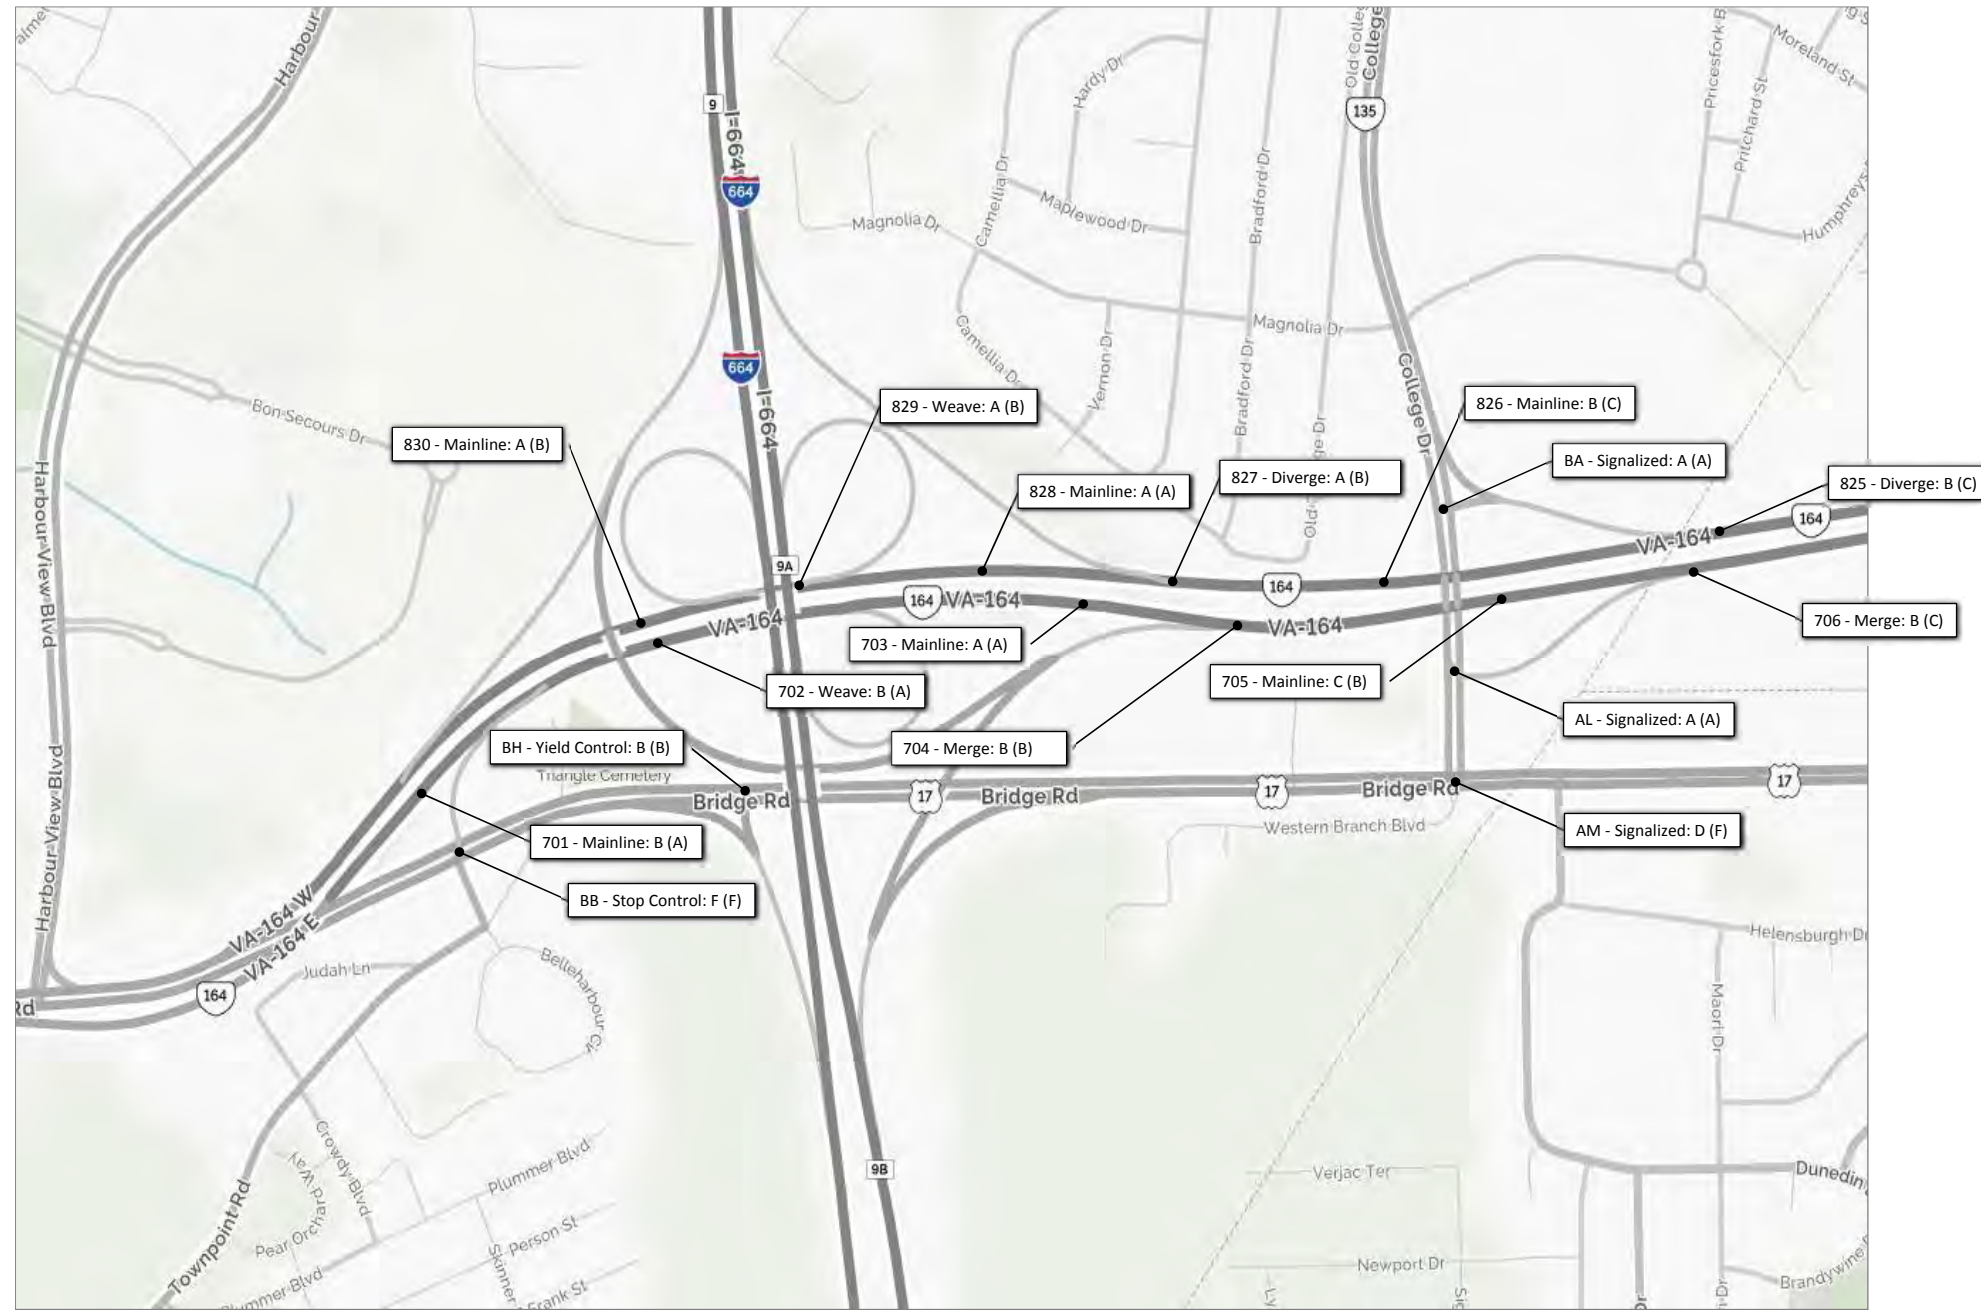 Harbour
9
I-664
664
Old College
College
135
Pricesfork B
Moreland St
Pritchard St
Humphreys
Hardy Dr
Camellia Dr
Maplewood Dr
Magnolia Dr
Bradford Dr
Magnolia Dr
664
I-664
Camellia Dr
Vernon Dr
Bradford Dr
College Dr
Bon Secours Dr
829 - Weave: A (B)
826 - Mainline: B (C)
830 - Mainline: A (B)
BA - Signalized: A (A)
828 - Mainline: A (A)
827 - Diverge: A (B)
825 - Diverge: B (C)
Harbour View Blvd
164
VA-164
9A
164
164
VA-164
VA-164
VA-164
703 - Mainline: A (A)
706 - Merge: B (C)
702 - Weave: B (A)
705 - Mainline: C (B)
AL - Signalized: A (A)
BH - Yield Control: B (B)
704 - Merge: B (B)
Triangle Cemetery
Harbour View Blvd
Bridge Rd
17
Bridge Rd
17
Bridge Rd
17
Western Branch Blvd
AM - Signalized: D (F)
701 - Mainline: B (A)
BB - Stop Control: F (F)
VA-164 W
VA-164 E
Helensburgh Dr
Judah Ln
Belleharbour Cir
164
Rd
Maori Dr
Crowdy Blvd
Plummer Blvd
9B
Verjac Ter
Dunedin
Pear Orchard Way
Person St
Skinner
Townpoint Rd
Plummer Blvd
Frank St
Newport Dr
Brandywine